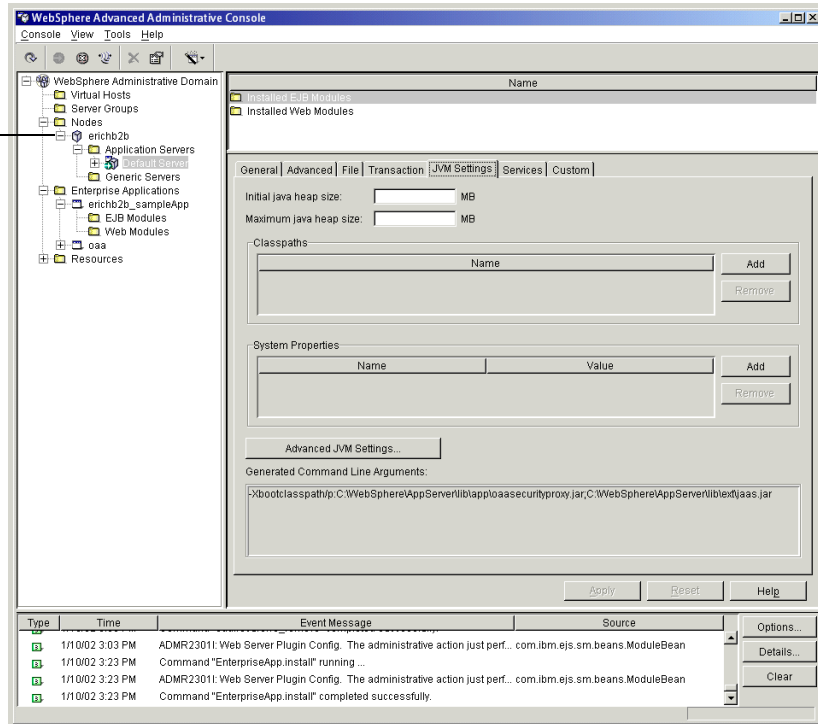 WebSphere Advanced Administrative Console
Console View Tools Help
WebSphere Administrative Domain
Virtual Hosts
Server Groups
Nodes
erichb2b
Application Servers
Default Server
Generic Servers
Enterprise Applications
erichb2b_sampleApp
EJB Modules
Web Modules
oaa
Resources
Name
Installed EJB Modules
Installed Web Modules
General Advanced File Transaction JVM Settings Services Custom
Initial java heap size: MB
Maximum java heap size: MB
Classpaths
Name
Add
Remove
System Properties
Name Value
Add
Remove
Advanced JVM Settings...
Generated Command Line Arguments:
-Xbootclasspath/p:C:\WebSphere\AppServer\lib\app\oaasecurityproxy.jar;C:\WebSphere\AppServer\lib\ext\jaas.jar
Apply Reset Help
Type Time Event Message Source
1/10/02 3:03 PM ADMR2301I: Web Server Plugin Config. The administrative action just perf... com.ibm.ejs.sm.beans.ModuleBean
1/10/02 3:23 PM Command "EnterpriseApp.install" running ...
1/10/02 3:23 PM ADMR2301I: Web Server Plugin Config. The administrative action just perf... com.ibm.ejs.sm.beans.ModuleBean
1/10/02 3:23 PM Command "EnterpriseApp.install" completed successfully.
Options...
Details...
Clear